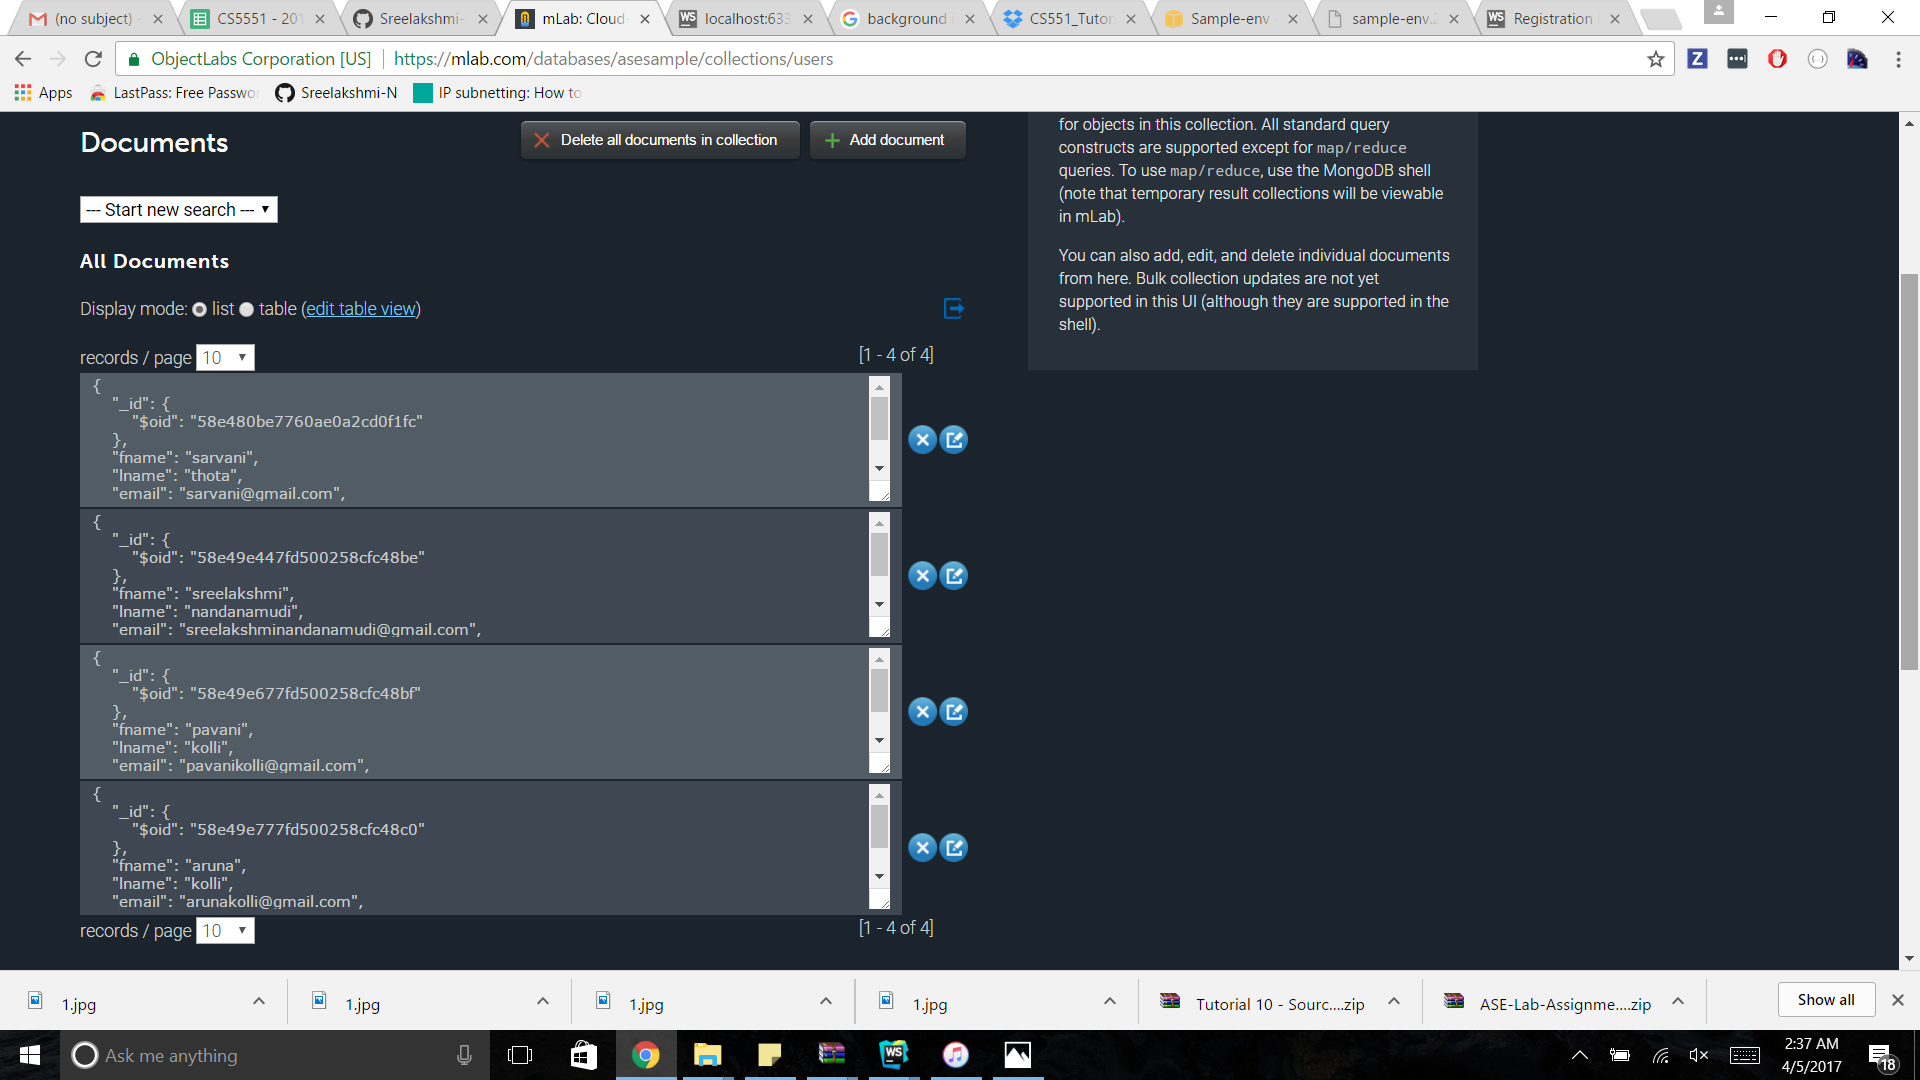 (no subject) -
CS5551 - 201
Sreelakshmi-
mLab: Cloud-
localhost:633
background
CS551_Tutor
Sample-env
sample-env.2
Registration
ObjectLabs Corporation [US]
https://mlab.com/databases/asesample/collections/users
Apps
LastPass: Free Passwo
Sreelakshmi-N
IP subnetting: How to
Documents
Delete all documents in collection
Add document
--- Start new search ---
All Documents
Display mode: list table (edit table view)
records / page 10
[1 - 4 of 4]
{
"_id": {
"$oid": "58e480be7760ae0a2cd0f1fc"
},
"fname": "sarvani",
"lname": "thota",
"email": "sarvani@gmail.com",
{
"_id": {
"$oid": "58e49e447fd500258cfc48be"
},
"fname": "sreelakshmi",
"lname": "nandanamudi",
"email": "sreelakshminandanamudi@gmail.com",
{
"_id": {
"$oid": "58e49e677fd500258cfc48bf"
},
"fname": "pavani",
"lname": "kolli",
"email": "pavanikolli@gmail.com",
{
"_id": {
"$oid": "58e49e777fd500258cfc48c0"
},
"fname": "aruna",
"lname": "kolli",
"email": "arunakolli@gmail.com",
records / page 10
[1 - 4 of 4]
for objects in this collection. All standard query
constructs are supported except for map/reduce
queries. To use map/reduce, use the MongoDB shell
(note that temporary result collections will be viewable
in mLab).
You can also add, edit, and delete individual documents
from here. Bulk collection updates are not yet
supported in this UI (although they are supported in the
shell).
1.jpg
1.jpg
1.jpg
1.jpg
Tutorial 10 - Sourc....zip
ASE-Lab-Assignme....zip
Show all
Ask me anything
2:37 AM
4/5/2017
18